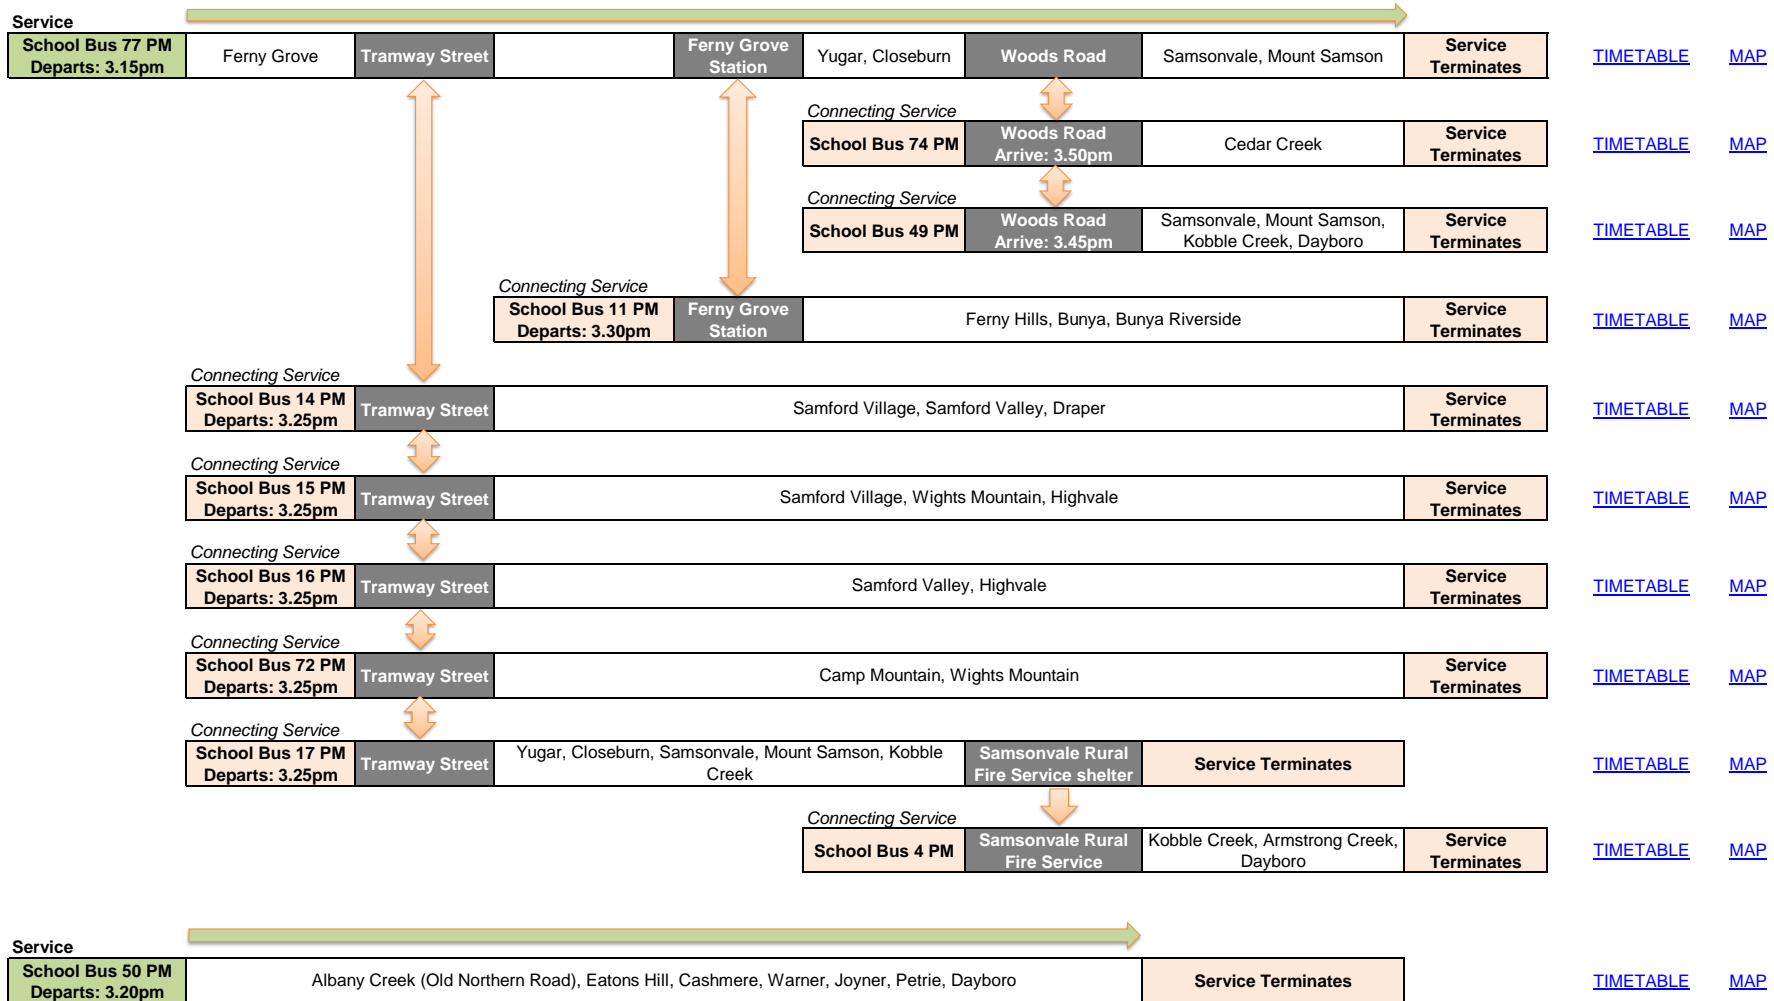 Service
School Bus 77 PM
Departs: 3.15pm
Ferny Grove
Tramway Street
Ferny Grove
Station
Yugar, Closeburn
Woods Road
Samsonvale, Mount Samson
Service
Terminates
TIMETABLE
MAP
Connecting Service
School Bus 74 PM
Woods Road
Arrive: 3.50pm
Cedar Creek
Service
Terminates
TIMETABLE
MAP
Connecting Service
School Bus 49 PM
Woods Road
Arrive: 3.45pm
Samsonvale, Mount Samson,
Kobble Creek, Dayboro
Service
Terminates
TIMETABLE
MAP
Connecting Service
School Bus 11 PM
Departs: 3.30pm
Ferny Grove
Station
Ferny Hills, Bunya, Bunya Riverside
Service
Terminates
TIMETABLE
MAP
Connecting Service
School Bus 14 PM
Departs: 3.25pm
Tramway Street
Samford Village, Samford Valley, Draper
Service
Terminates
TIMETABLE
MAP
Connecting Service
School Bus 15 PM
Departs: 3.25pm
Tramway Street
Samford Village, Wights Mountain, Highvale
Service
Terminates
TIMETABLE
MAP
Connecting Service
School Bus 16 PM
Departs: 3.25pm
Tramway Street
Samford Valley, Highvale
Service
Terminates
TIMETABLE
MAP
Connecting Service
School Bus 72 PM
Departs: 3.25pm
Tramway Street
Camp Mountain, Wights Mountain
Service
Terminates
TIMETABLE
MAP
Connecting Service
School Bus 17 PM
Departs: 3.25pm
Tramway Street
Yugar, Closeburn, Samsonvale, Mount Samson, Kobble
Creek
Samsonvale Rural
Fire Service shelter
Service Terminates
TIMETABLE
MAP
Connecting Service
School Bus 4 PM
Samsonvale Rural
Fire Service
Kobble Creek, Armstrong Creek,
Dayboro
Service
Terminates
TIMETABLE
MAP
Service
School Bus 50 PM
Departs: 3.20pm
Albany Creek (Old Northern Road), Eatons Hill, Cashmere, Warner, Joyner, Petrie, Dayboro
Service Terminates
TIMETABLE
MAP